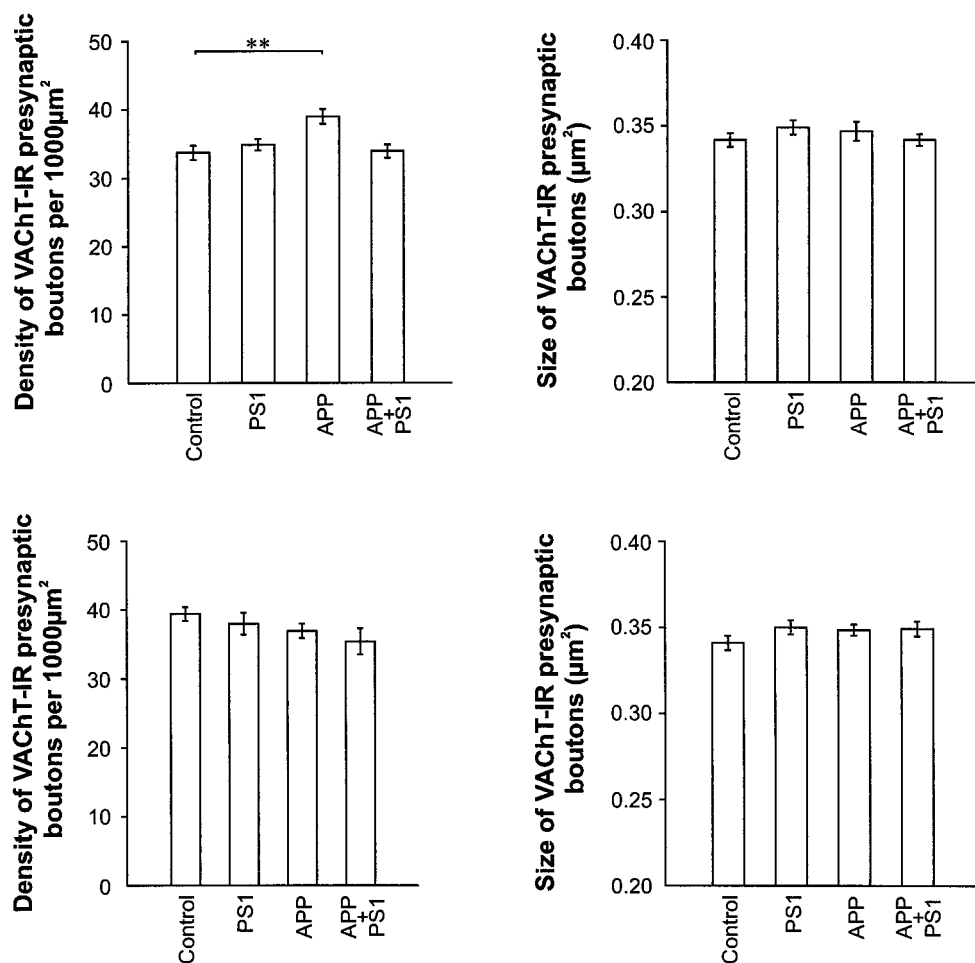 Density of VAChT-IR presynaptic
boutons per 1000µm²
50
40
30
20
10
0
**
Control
PS1
APP
APP
+
PS1
Size of VAChT-IR presynaptic
boutons (µm²)
0.40
0.35
0.30
0.25
0.20
Control
PS1
APP
APP
+
PS1
Density of VAChT-IR presynaptic
boutons per 1000µm²
50
40
30
20
10
0
Control
PS1
APP
APP
+
PS1
Size of VAChT-IR presynaptic
boutons (µm²)
0.40
0.35
0.30
0.25
0.20
Control
PS1
APP
APP
+
PS1